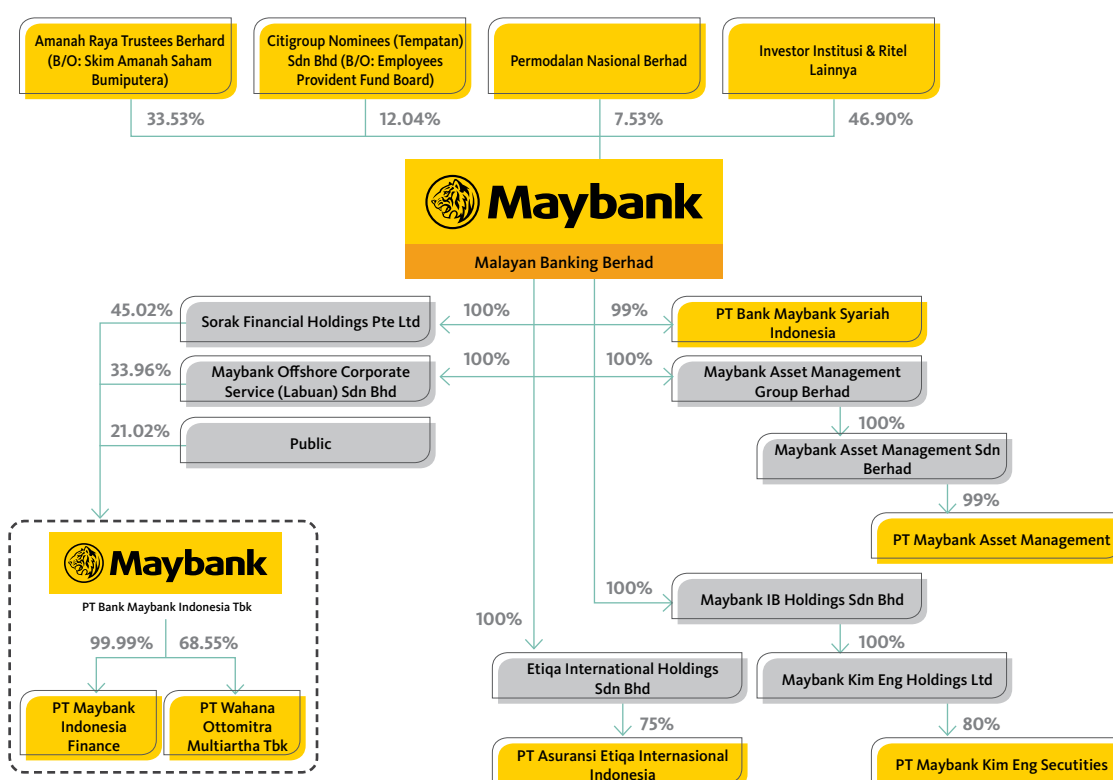 Amanah Raya Trustees Berhard
(B/O: Skim Amanah Saham
Bumiputera)
Citigroup Nominees (Tempatan)
Sdn Bhd (B/O: Employees
Provident Fund Board)
Permodalan Nasional Berhad
Investor Institusi & Ritel
Lainnya
33.53%
12.04%
7.53%
46.90%
Maybank
Malayan Banking Berhad
45.02%
Sorak Financial Holdings Pte Ltd
100%
99%
PT Bank Maybank Syariah
Indonesia
33.96%
Maybank Offshore Corporate
Service (Labuan) Sdn Bhd
100%
100%
Maybank Asset Management
Group Berhad
21.02%
Public
100%
Maybank Asset Management Sdn
Berhad
99%
PT Maybank Asset Management
Maybank
PT Bank Maybank Indonesia Tbk
99.99%
68.55%
PT Maybank
Indonesia
Finance
PT Wahana
Ottomitra
Multiartha Tbk
100%
Maybank IB Holdings Sdn Bhd
100%
100%
Etiqa International Holdings
Sdn Bhd
Maybank Kim Eng Holdings Ltd
75%
80%
PT Asuransi Etiqa Internasional
Indonesia
PT Maybank Kim Eng Secutities